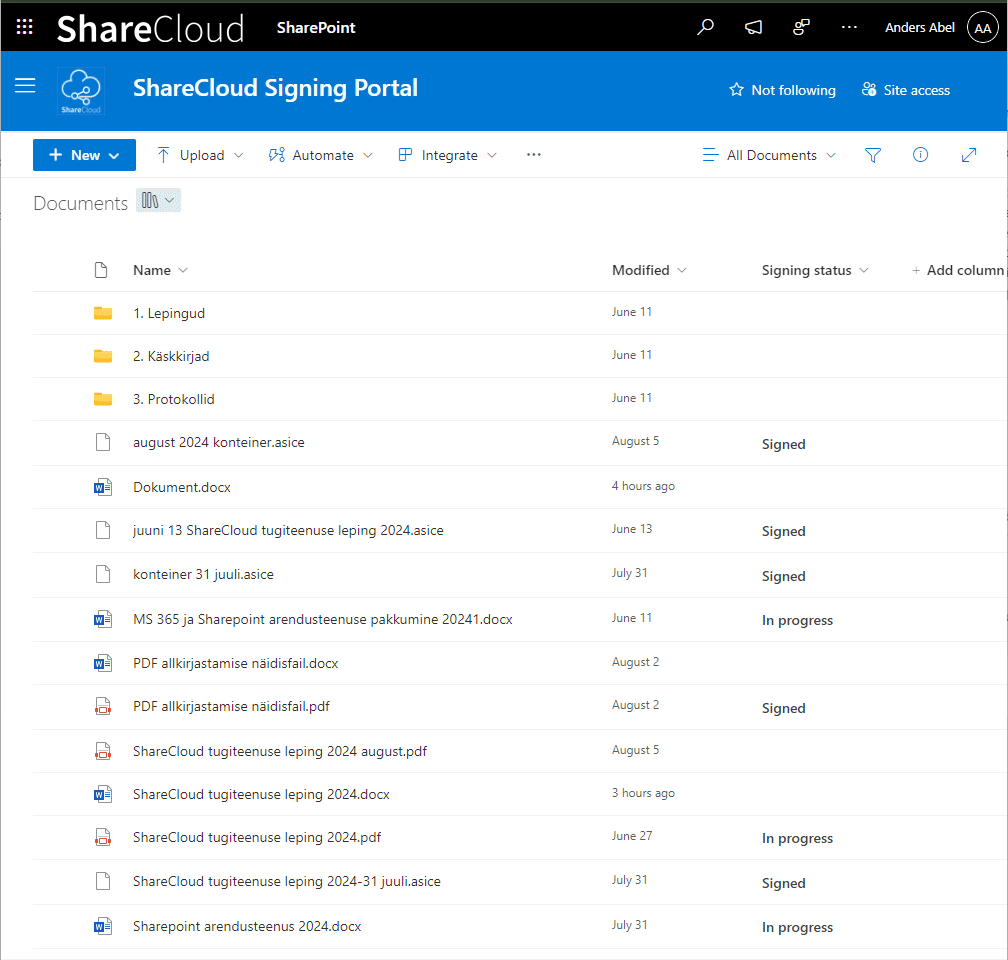 ShareCloud SharePoint Anders Abel AA
ShareCloud ShareCloud Signing Portal Not following Site access
+ New Upload Automate Integrate ... All Documents
Documents
Name Modified Signing status + Add column
1. Lepingud June 11
2. Käskkirjad June 11
3. Protokollid June 11
august 2024 konteiner.asice August 5 Signed
Dokument.docx 4 hours ago
juuni 13 ShareCloud tugiteenuse leping 2024.asice June 13 Signed
konteiner 31 juuli.asice July 31 Signed
MS 365 ja Sharepoint arendusteenuse pakkumine 20241.docx June 11 In progress
PDF allkirjastamise näidisfail.docx August 2
PDF allkirjastamise näidisfail.pdf August 2 Signed
ShareCloud tugiteenuse leping 2024 august.pdf August 5
ShareCloud tugiteenuse leping 2024.docx 3 hours ago
ShareCloud tugiteenuse leping 2024.pdf June 27 In progress
ShareCloud tugiteenuse leping 2024-31 juuli.asice July 31 Signed
Sharepoint arendusteenus 2024.docx July 31 In progress